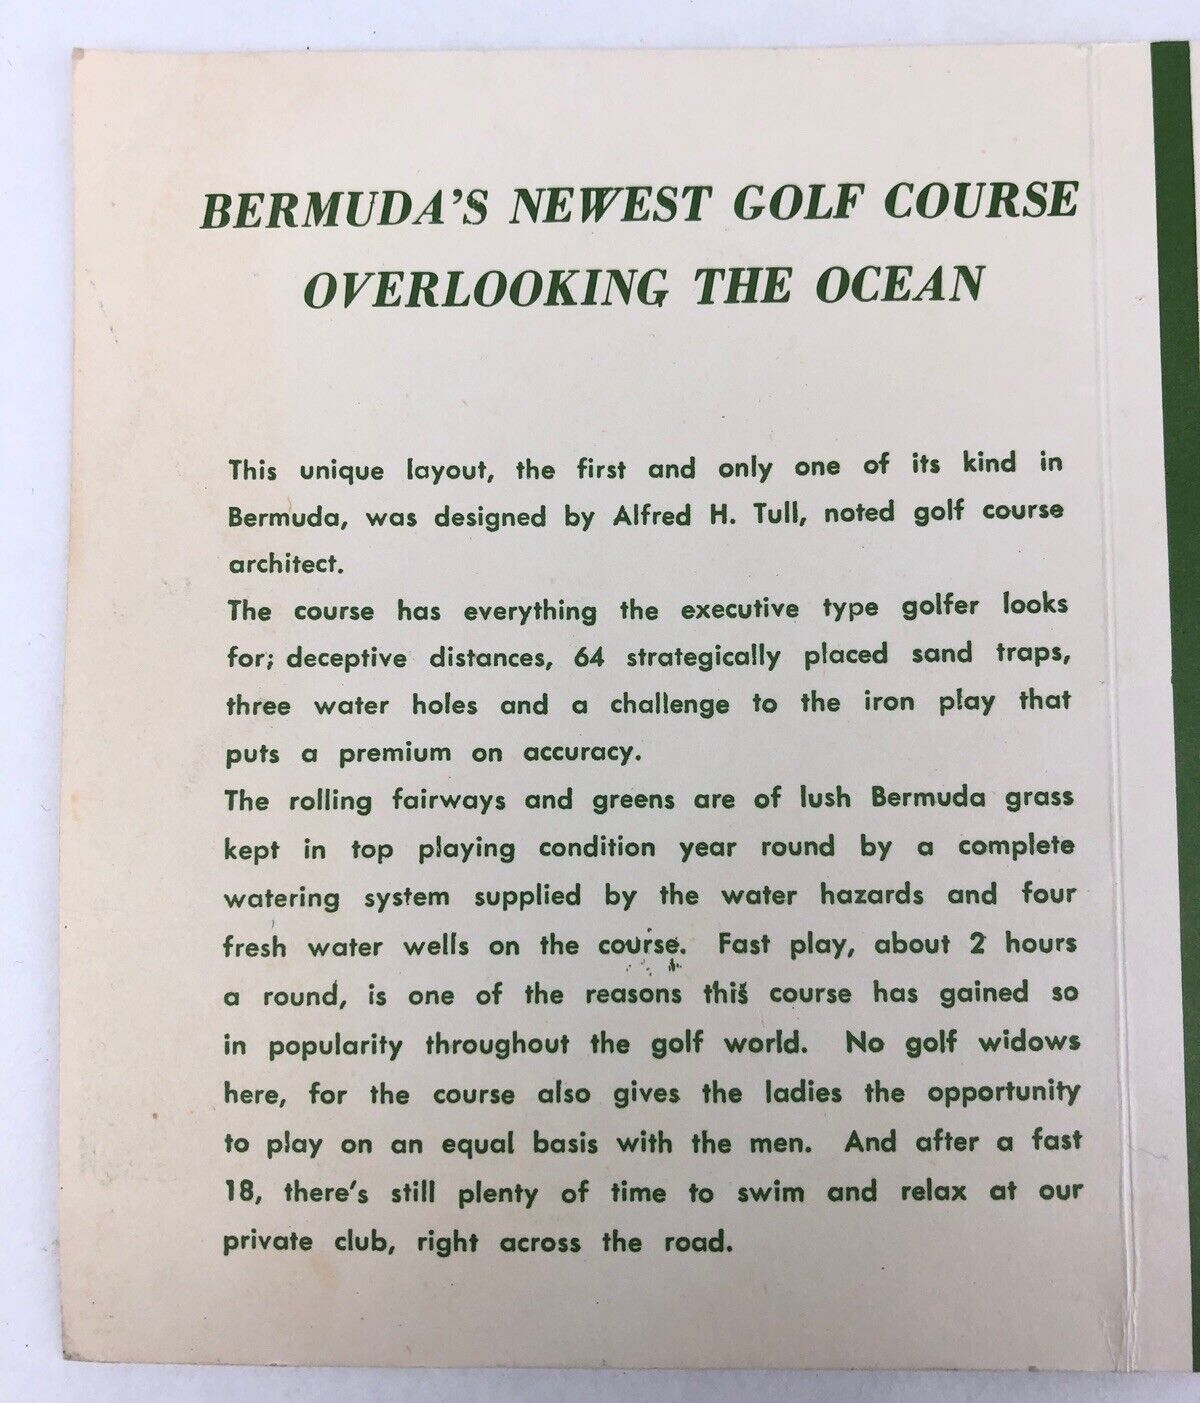 BERMUDA'S NEWEST GOLF COURSE
OVERLOOKING THE OCEAN
This unique layout, the first and only one of its kind in
Bermuda, was designed by Alfred H. Tull, noted golf course
architect.
The course has everything the executive type golfer looks
for; deceptive distances, 64 strategically placed sand traps,
three water holes and a challenge to the iron play that
puts a premium on accuracy.
The rolling fairways and greens are of lush Bermuda grass
kept in top playing condition year round by a complete
watering system supplied by the water hazards and four
fresh water wells on the course. Fast play, about 2 hours
a round, is one of the reasons this course has gained so
in popularity throughout the golf world. No golf widows
here, for the course also gives the ladies the opportunity
to play on an equal basis with the men. And after a fast
18, there's still plenty of time to swim and relax at our
private club, right across the road.